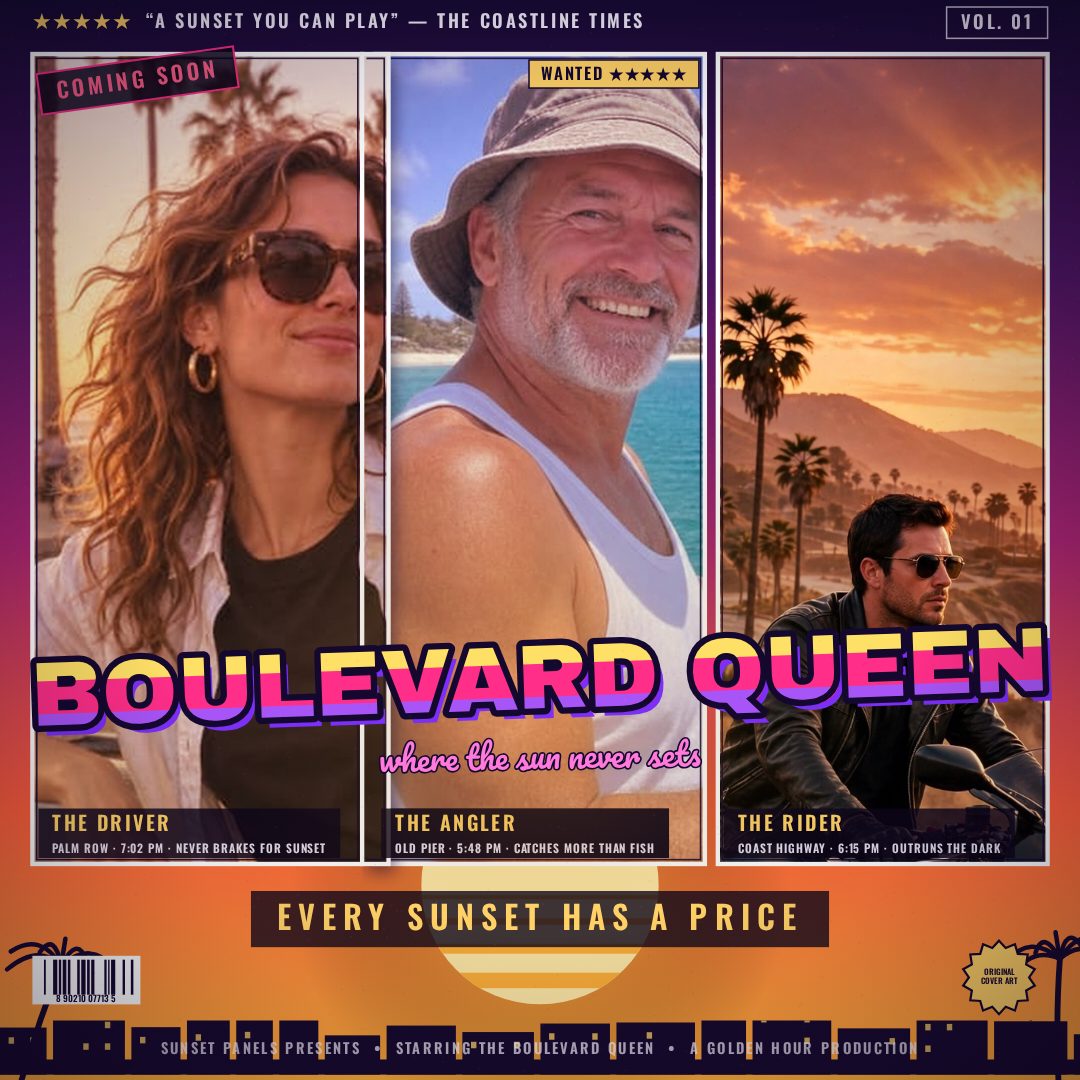 ★★★★★ “A SUNSET YOU CAN PLAY” — THE COASTLINE TIMES
VOL. 01
COMING SOON
WANTED ★★★★★
BOULEVARD QUEEN
where the sun never sets
THE DRIVER
PALM ROW · 7:02 PM · NEVER BRAKES FOR SUNSET
THE ANGLER
OLD PIER · 5:48 PM · CATCHES MORE THAN FISH
THE RIDER
COAST HIGHWAY · 6:15 PM · OUTRUNS THE DARK
EVERY SUNSET HAS A PRICE
8 90210 07713 5
ORIGINAL
COVER ART
SUNSET PANELS PRESENTS • STARRING THE BOULEVARD QUEEN • A GOLDEN HOUR PRODUCTION